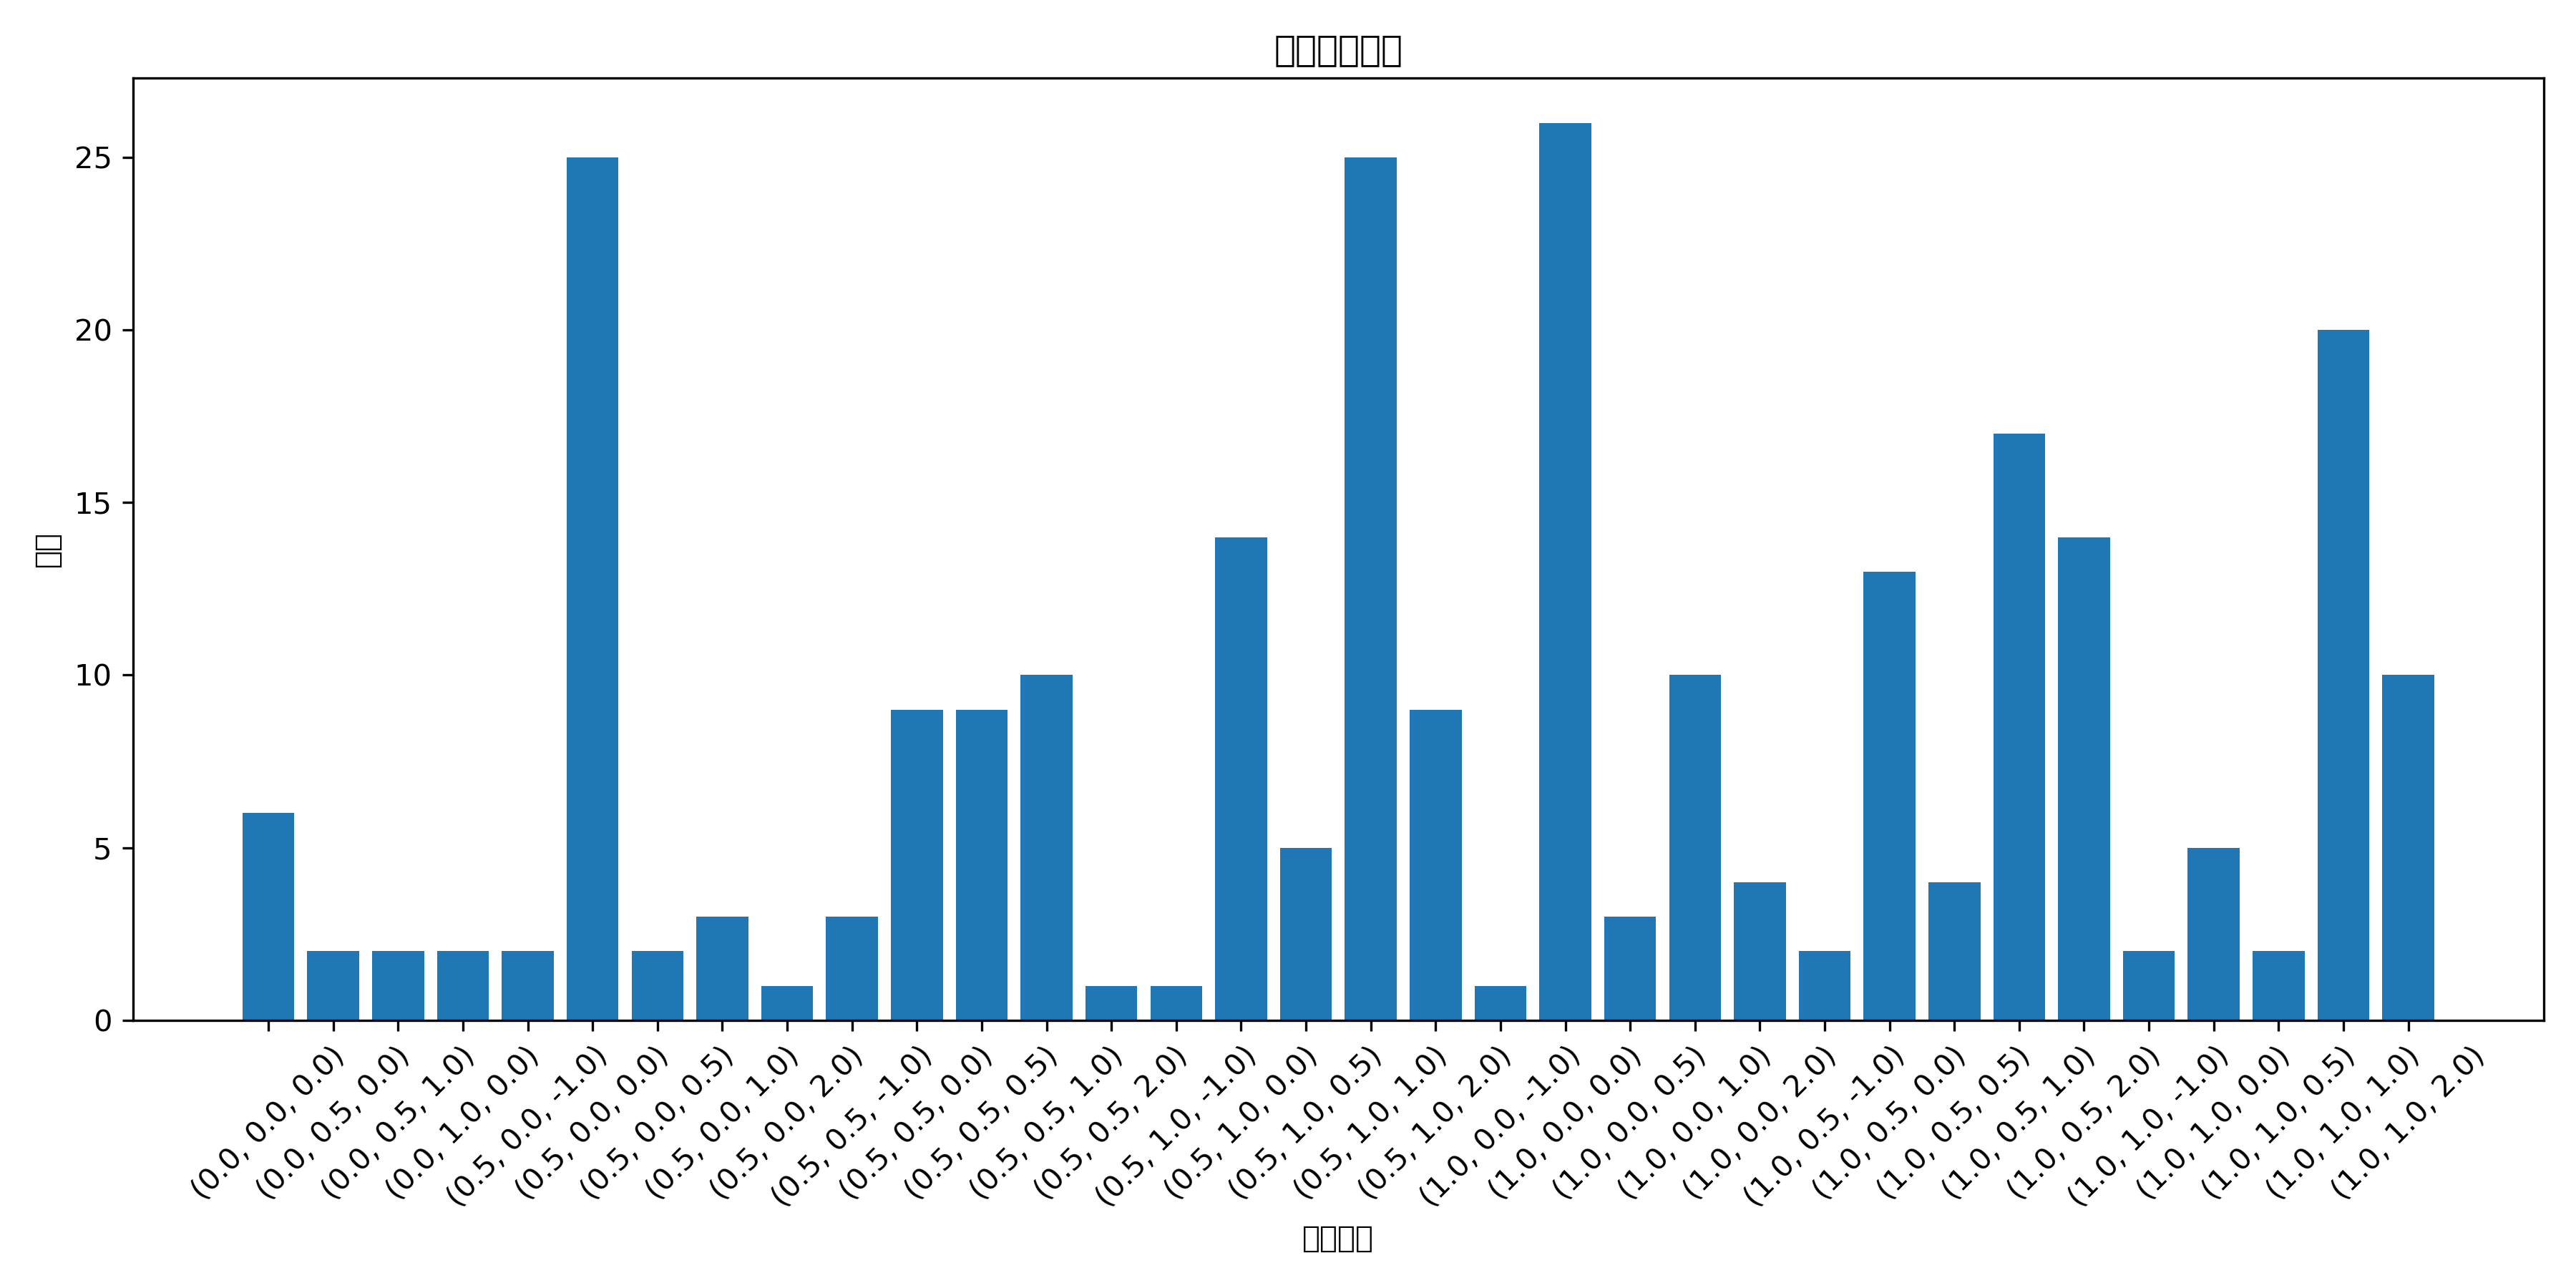 25
20
15
10
5
0
(0.0, 0.0, 0.0)
(0.0, 0.5, 0.0)
(0.0, 0.5, 1.0)
(0.0, 1.0, 0.0)
(0.5, 0.0, -1.0)
(0.5, 0.0, 0.0)
(0.5, 0.0, 0.5)
(0.5, 0.0, 1.0)
(0.5, 0.0, 2.0)
(0.5, 0.5, -1.0)
(0.5, 0.5, 0.0)
(0.5, 0.5, 0.5)
(0.5, 0.5, 1.0)
(0.5, 0.5, 2.0)
(0.5, 1.0, -1.0)
(0.5, 1.0, 0.0)
(0.5, 1.0, 0.5)
(0.5, 1.0, 1.0)
(0.5, 1.0, 2.0)
(1.0, 0.0, -1.0)
(1.0, 0.0, 0.0)
(1.0, 0.0, 0.5)
(1.0, 0.0, 1.0)
(1.0, 0.0, 2.0)
(1.0, 0.5, -1.0)
(1.0, 0.5, 0.0)
(1.0, 0.5, 0.5)
(1.0, 0.5, 1.0)
(1.0, 0.5, 2.0)
(1.0, 1.0, -1.0)
(1.0, 1.0, 0.0)
(1.0, 1.0, 0.5)
(1.0, 1.0, 1.0)
(1.0, 1.0, 2.0)